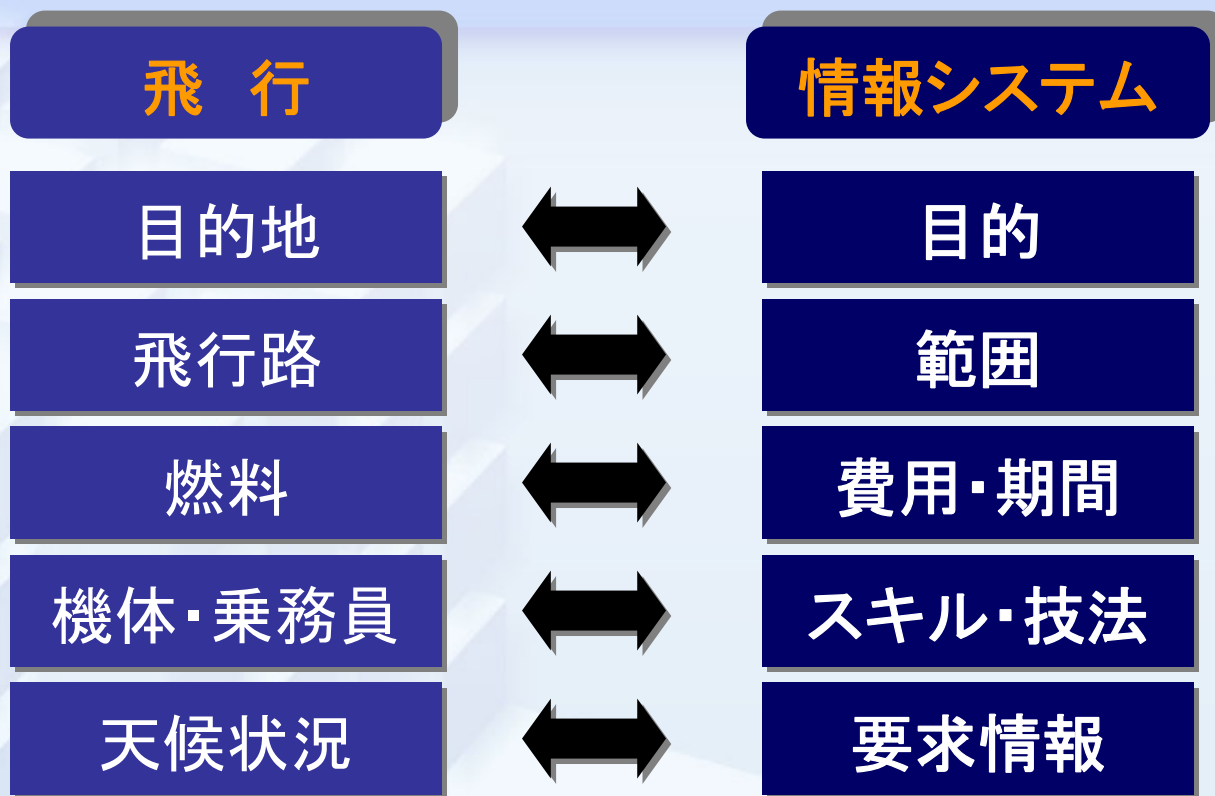 飛　行
情報システム
目的地
目的
飛行路
範囲
燃料
費用・期間
機体・乗務員
スキル・技法
天候状況
要求情報